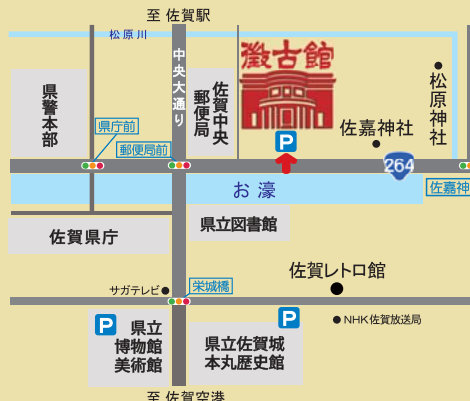 至 佐賀駅
松原川
中央大通り
徴古館
県警本部
佐賀中央
郵便局
松原神社
佐嘉神社
県庁前
郵便局前
P
264
お濠
佐嘉神
県立図書館
佐賀県庁
佐賀レトロ館
サガテレビ
栄城橋
NHK佐賀放送局
P
県立
博物館
美術館
P
県立佐賀城
本丸歴史館
至 佐賀空港